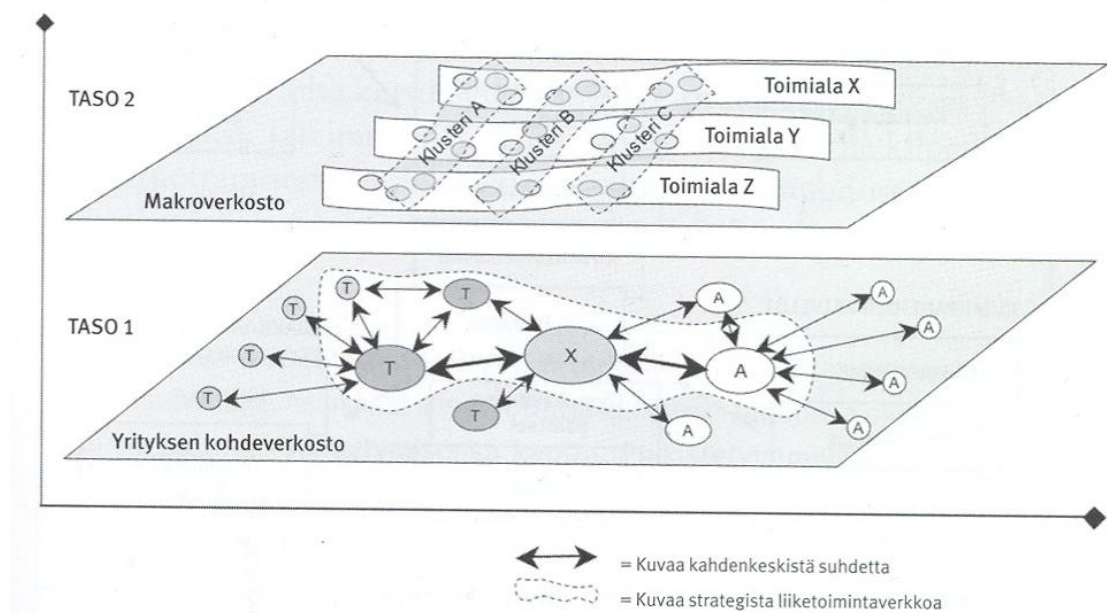 TASO 2
Toimiala X
Toimiala Y
Toimiala Z
Klusteri A
Klusteri B
Klusteri C
Makroverkosto
TASO 1
T
T
T
T
T
T
T
X
A
A
A
A
A
A
A
Yrityksen kohdeverkosto
= Kuvaa kahdenkeskistä suhdetta
= Kuvaa strategista liiketoimintaverkkoa